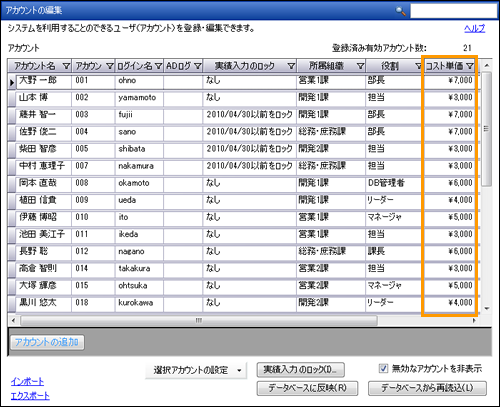 アカウントの編集
システムを利用することのできるユーザ(アカウント)を登録・編集できます。 ヘルプ
アカウント 登録済み有効アカウント数: 21
アカウント名 アカウン ログイン名 ADログ 実績入力のロック 所属組織 役割 コスト単価
大野 一郎 001 ohno なし 営業1課 部長 ¥7,000
山本 博 002 yamamoto なし 開発1課 担当 ¥3,000
藤井 智一 003 fujii 2010/04/30以前をロック 開発1課 部長 ¥7,000
佐野 俊二 004 sano 2010/04/30以前をロック 総務・庶務課 部長 ¥7,000
柴田 智彦 005 shibata 2010/04/30以前をロック 開発2課 担当 ¥3,000
中村 恵理子 007 nakamura 2010/04/30以前をロック 総務・庶務課 担当 ¥3,000
岡本 直哉 008 okamoto なし 開発1課 DB管理者 ¥6,000
植田 信貴 009 ueda なし 開発1課 リーダー ¥4,000
伊藤 博昭 010 ito なし 営業1課 マネージャ ¥5,000
池田 美江子 011 ikeda なし 営業1課 担当 ¥3,000
長野 聡 012 nagano なし 総務・庶務課 課長 ¥6,000
高倉 智則 014 takakura なし 開発2課 担当 ¥3,000
大塚 輝彦 015 ohtsuka なし 開発2課 マネージャ ¥5,000
黒川 悠太 018 kurokawa なし 開発2課 リーダー ¥4,000
アカウントの追加
選択アカウントの設定 実績入力のロック(I)... 無効なアカウントを非表示
インポート
データベースに反映(R) データベースから再読込(L)
エクスポート